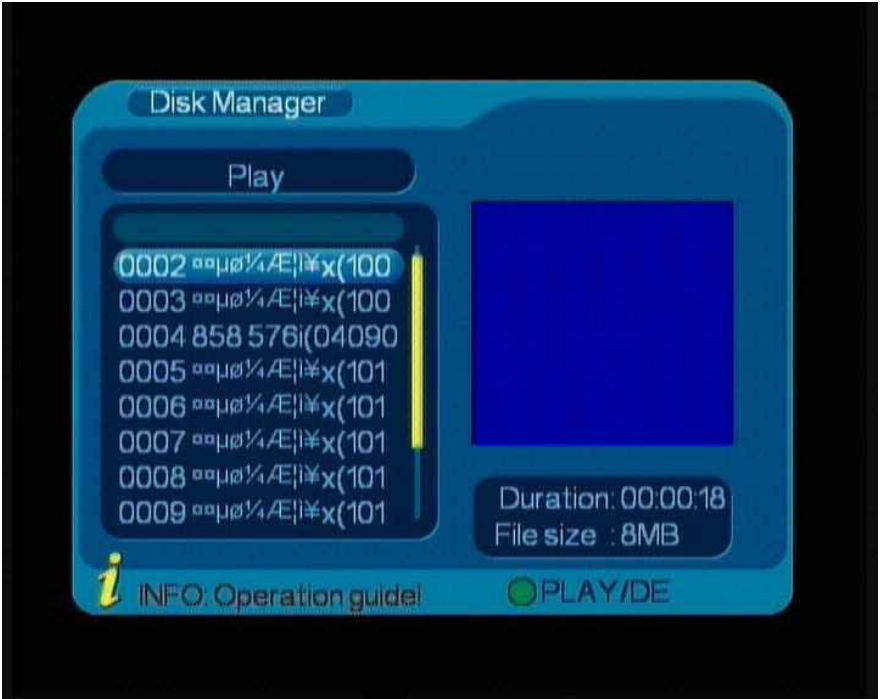 Disk Manager
Play
0002 ¤¤µø¼Æ¦ì¥x(100
0003 ¤¤µø¼Æ¦ì¥x(100
0004 858 576i(04090
0005 ¤¤µø¼Æ¦ì¥x(101
0006 ¤¤µø¼Æ¦ì¥x(101
0007 ¤¤µø¼Æ¦ì¥x(101
0008 ¤¤µø¼Æ¦ì¥x(101
0009 ¤¤µø¼Æ¦ì¥x(101
Duration: 00:00:18
File size : 8MB
i INFO: Operation guide!
PLAY/DE